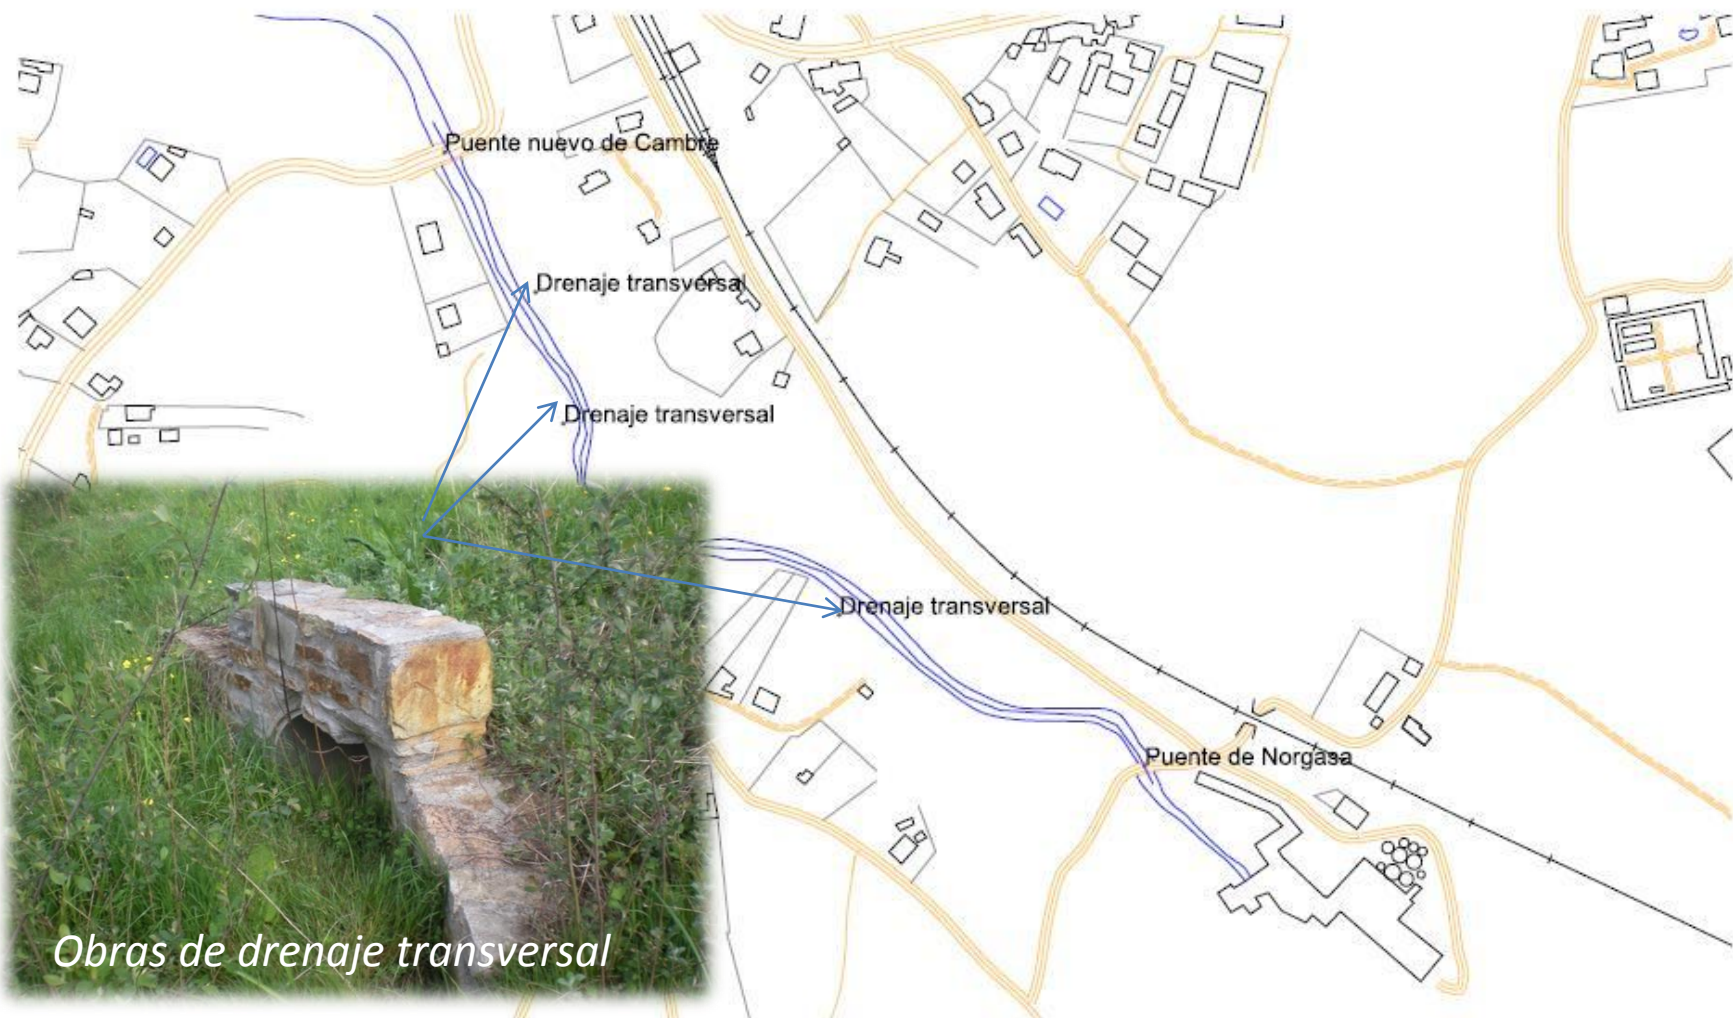 Puente nuevo de Cambre
Drenaje transversal
Drenaje transversal
Drenaje transversal
Puente de Norgasa
Obras de drenaje transversal